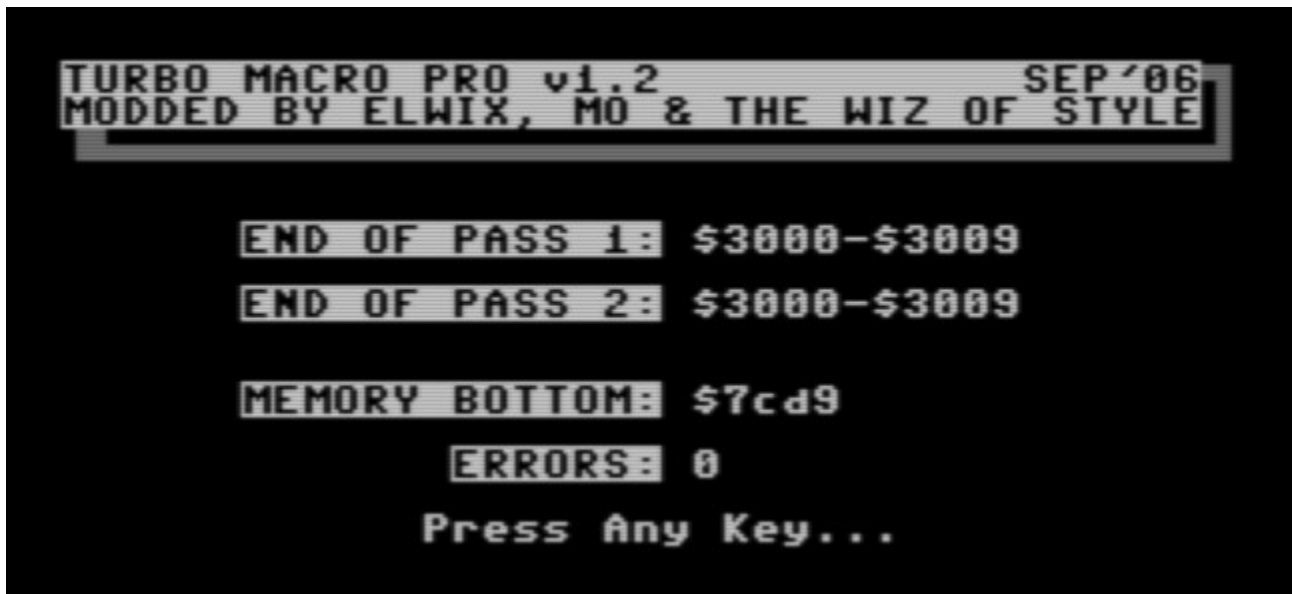 TURBO MACRO PRO v1.2 SEP'06
MODDED BY ELWIX, MO & THE WIZ OF STYLE
END OF PASS 1: $3000-$3009
END OF PASS 2: $3000-$3009
MEMORY BOTTOM: $7cd9
ERRORS: 0
Press Any Key...